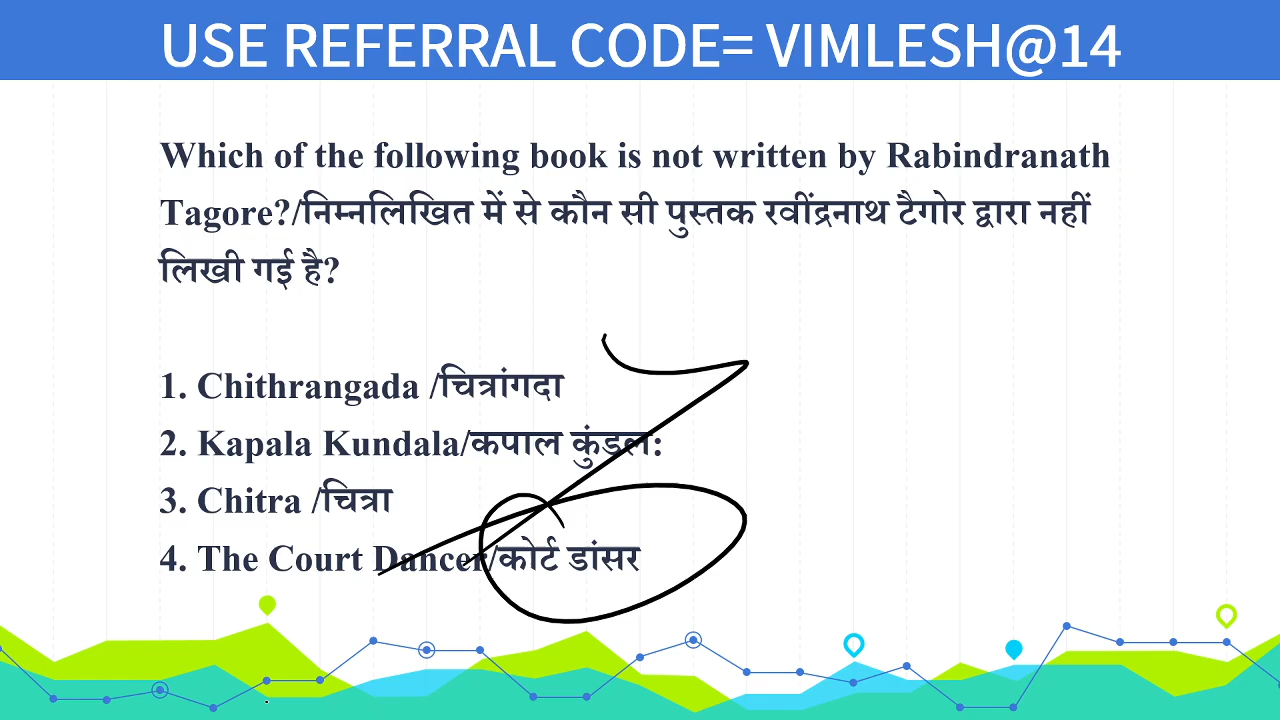 USE REFERRAL CODE= VIMLESH@14
Which of the following book is not written by Rabindranath
Tagore?/निम्नलिखित में से कौन सी पुस्तक रवींद्रनाथ टैगोर द्वारा नहीं
लिखी गई है?
1. Chithrangada /चित्रांगदा
2. Kapala Kundala/कपाल कुंडल:
3. Chitra /चित्रा
4. The Court Dancer/कोर्ट डांसर